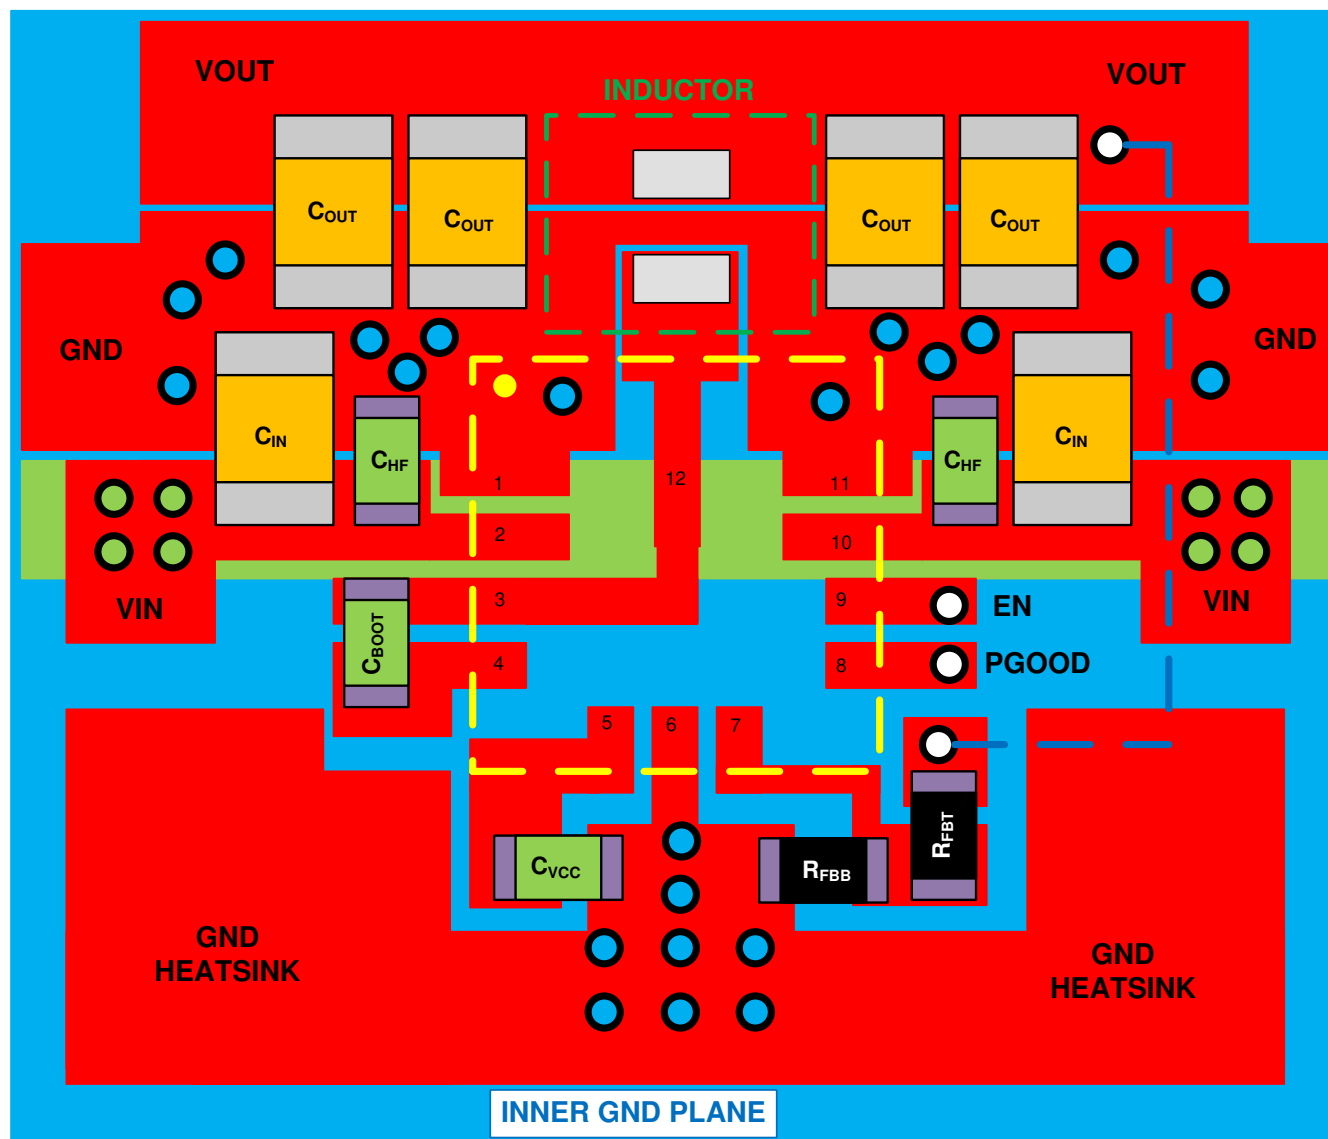 VOUT
VOUT
INDUCTOR
COUT
COUT
COUT
COUT
GND
GND
CIN
CHF
CHF
CIN
1
12
11
2
10
VIN
3
9
EN
VIN
CBOOT
4
8
PGOOD
5
6
7
CVCC
RFBB
RFBT
GND
HEATSINK
GND
HEATSINK
INNER GND PLANE